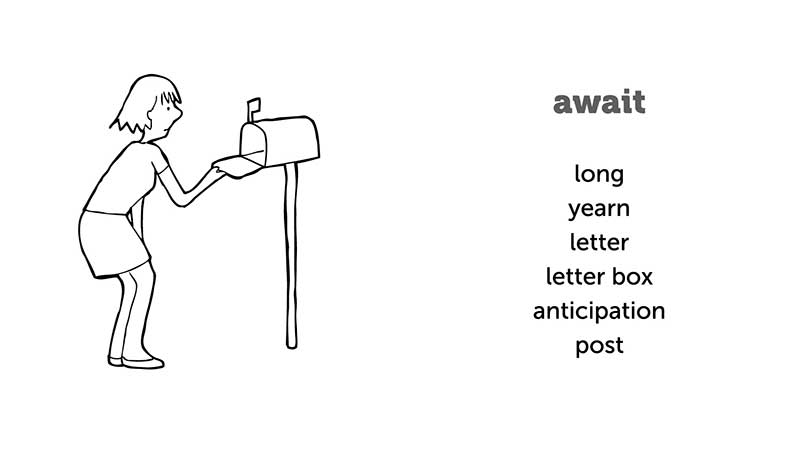 await
long
yearn
letter
letter box
anticipation
post